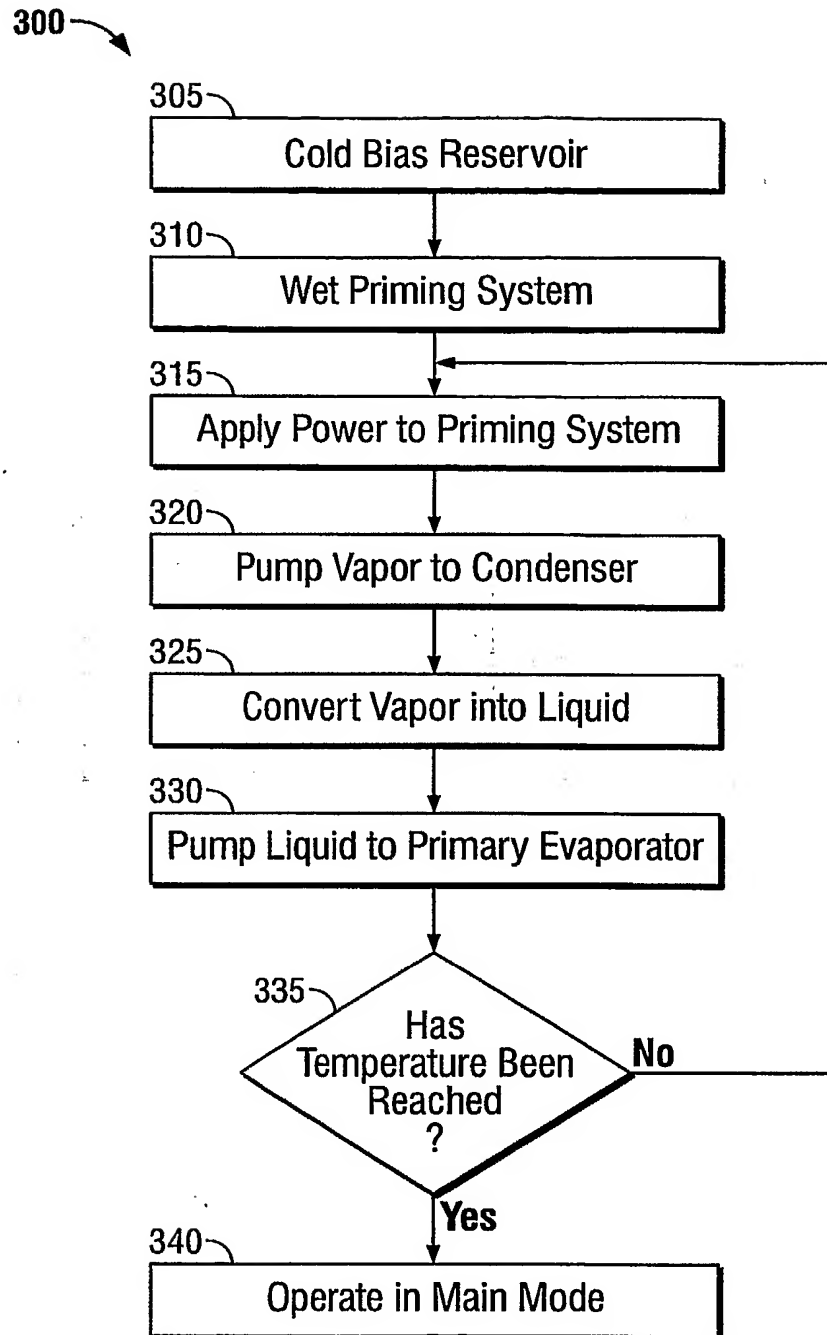 300
305
Cold Bias Reservoir
310
Wet Priming System
315
Apply Power to Priming System
320
Pump Vapor to Condenser
325
Convert Vapor into Liquid
330
Pump Liquid to Primary Evaporator
335
Has
Temperature Been
Reached
?
No
Yes
340
Operate in Main Mode